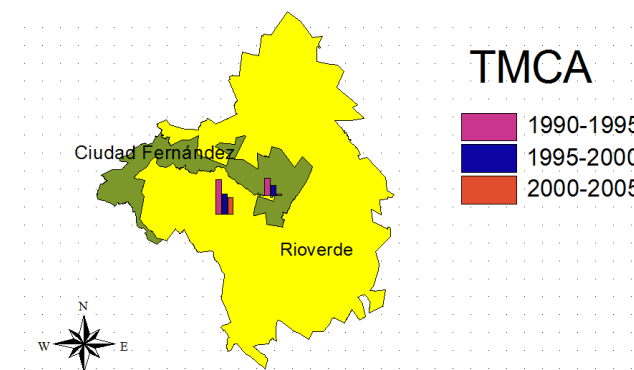 TMCA
1990-1995
1995-2000
2000-2005
Ciudad Fernández
Rioverde
N
W E